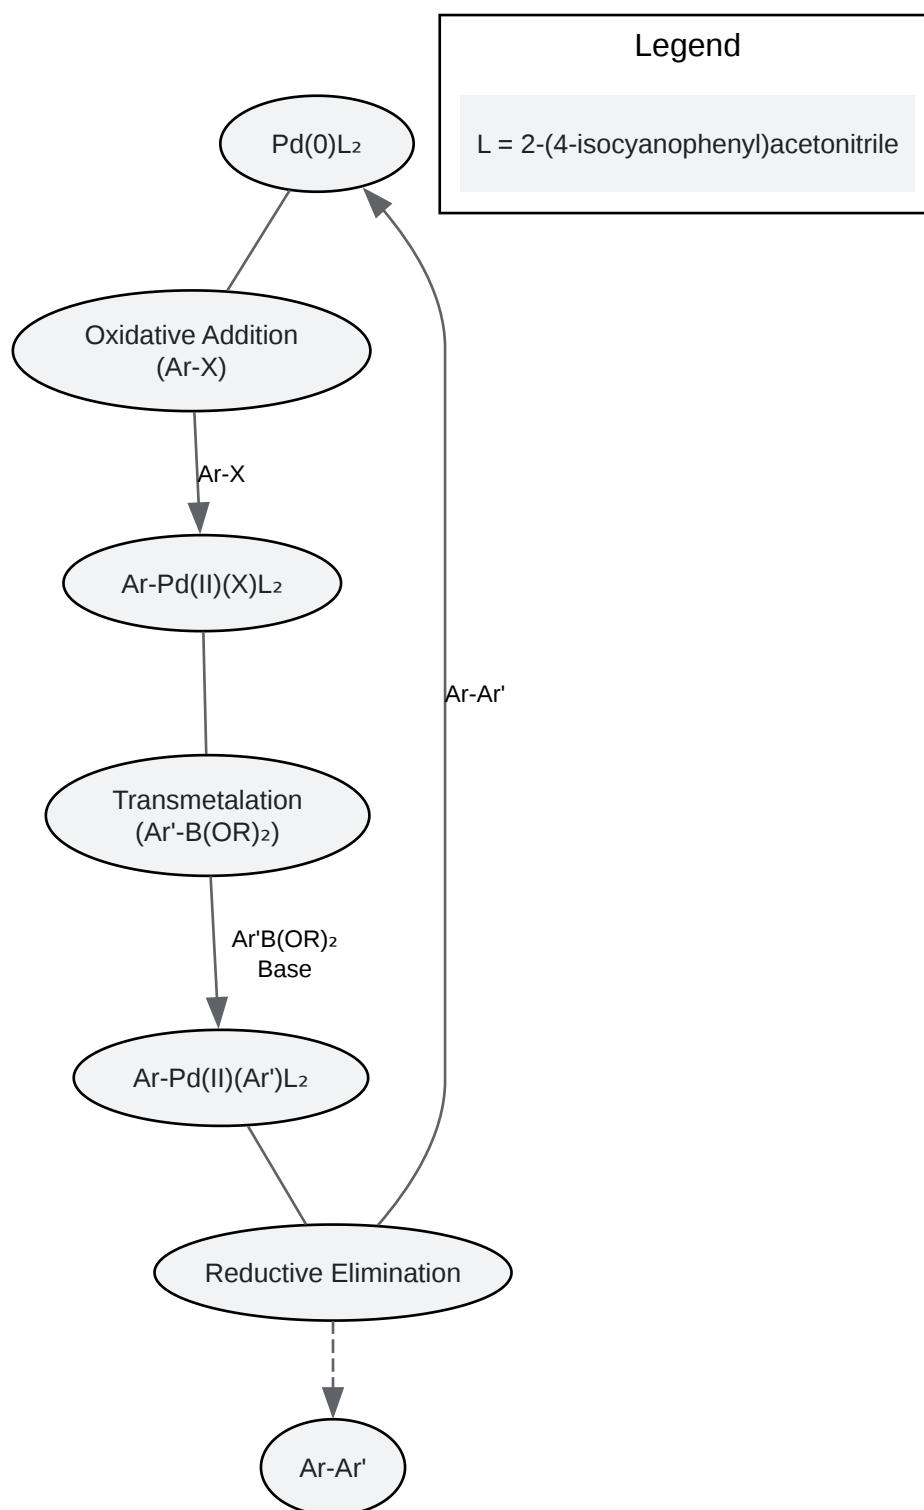 Legend
L = 2-(4-isocyanophenyl)acetonitrile
Pd(0)L₂
Oxidative Addition
(Ar-X)
Ar-X
Ar-Pd(II)(X)L₂
Ar-Ar'
Transmetalation
(Ar'-B(OR)₂)
Ar'B(OR)₂
Base
Ar-Pd(II)(Ar')L₂
Reductive Elimination
Ar-Ar'